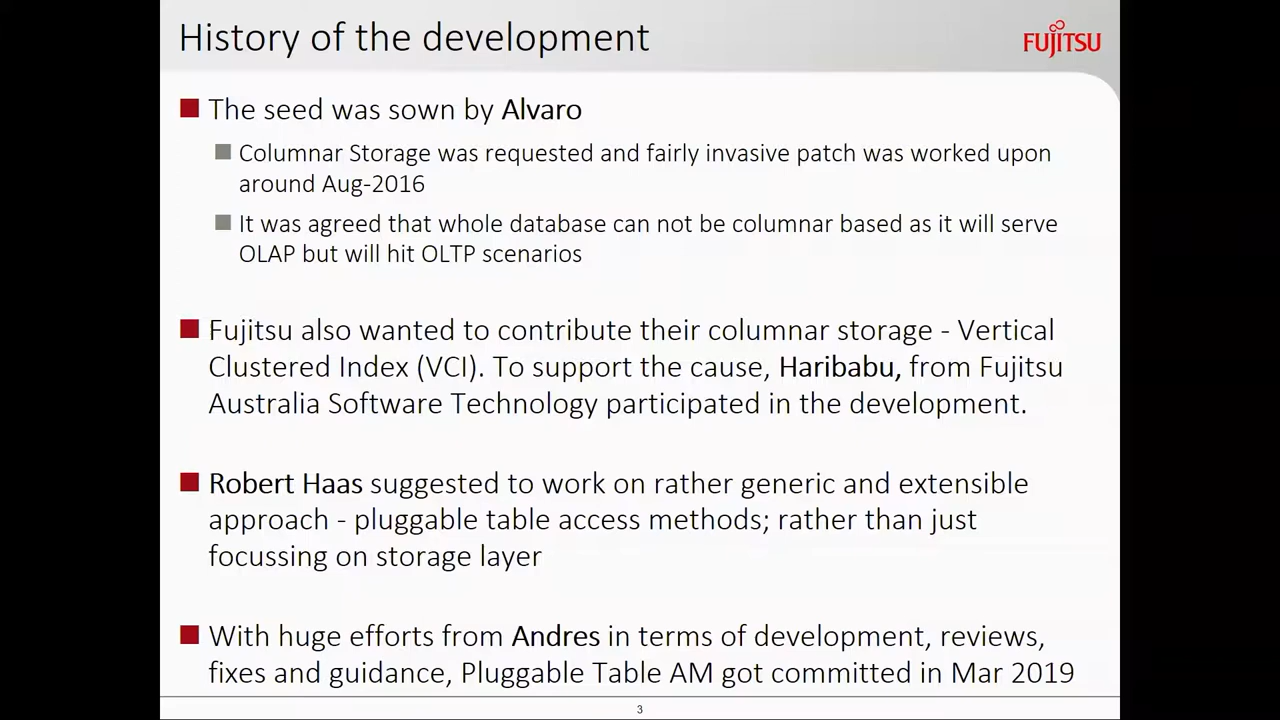 History of the development
FUJITSU
The seed was sown by Alvaro
Columnar Storage was requested and fairly invasive patch was worked upon
around Aug-2016
It was agreed that whole database can not be columnar based as it will serve
OLAP but will hit OLTP scenarios
Fujitsu also wanted to contribute their columnar storage - Vertical
Clustered Index (VCI). To support the cause, Haribabu, from Fujitsu
Australia Software Technology participated in the development.
Robert Haas suggested to work on rather generic and extensible
approach - pluggable table access methods; rather than just
focussing on storage layer
With huge efforts from Andres in terms of development, reviews,
fixes and guidance, Pluggable Table AM got committed in Mar 2019
3